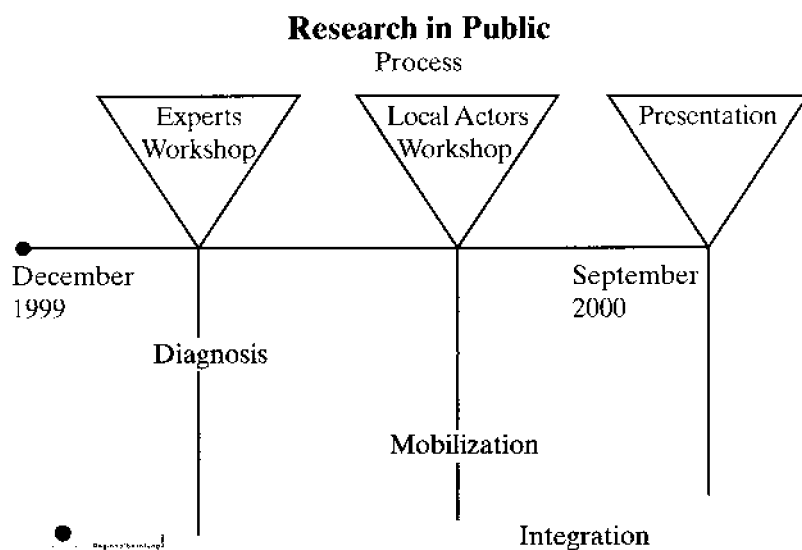 Research in Public
Process
Experts
Workshop
Local Actors
Workshop
Presentation
December
1999
September
2000
Diagnosis
Mobilization
Integration